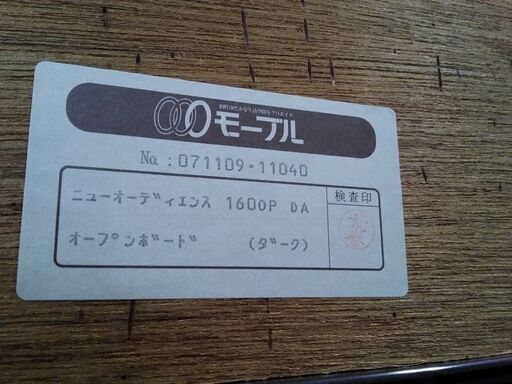 モーブル
№ : 071109-11040
ニューオーディエンス 1600P DA
検査印
オープンボード (ダーク)